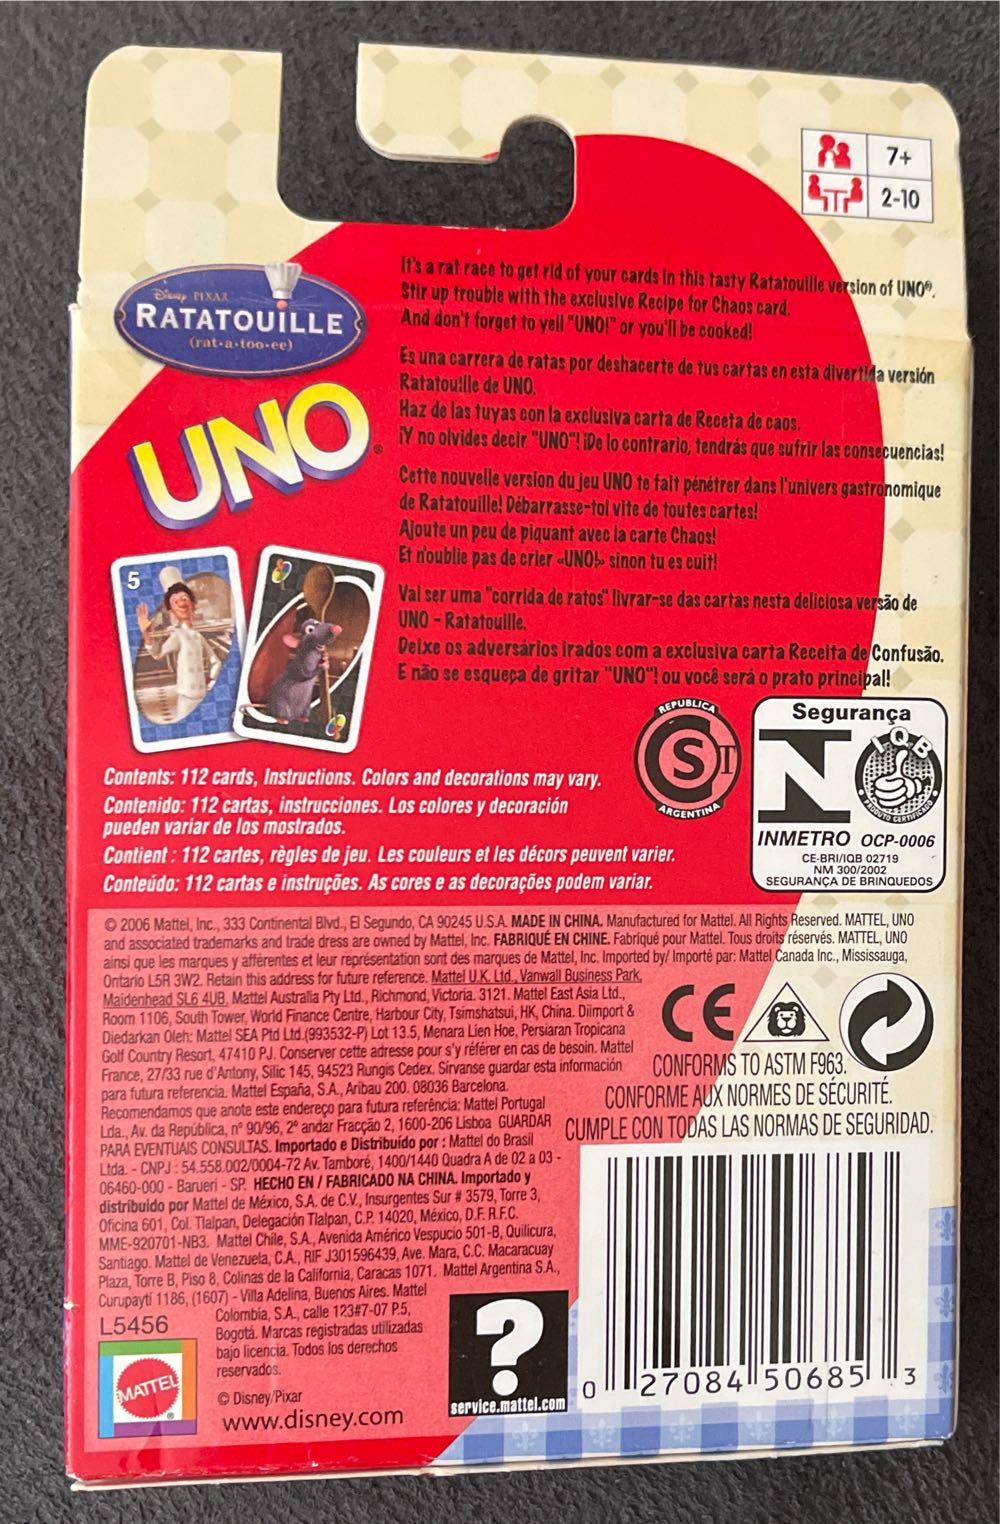 7+
2-10
Disney PIXAR
RATATOUILLE
(rat•a•too•ee)
UNO®
5
It's a rat race to get rid of your cards in this tasty Ratatouille version of UNO®.
Stir up trouble with the exclusive Recipe for Chaos card.
And don't forget to yell "UNO!" or you'll be cooked!
Es una carrera de ratas por deshacerte de tus cartas en esta divertida versión
Ratatouille de UNO.
Haz de las tuyas con la exclusiva carta de Receta de caos.
¡Y no olvides decir "UNO"! ¡De lo contrario, tendrás que sufrir las consecuencias!
Cette nouvelle version du jeu UNO te fait pénétrer dans l'univers gastronomique
de Ratatouille! Débarrasse-toi vite de toutes cartes!
Ajoute un peu de piquant avec la carte Chaos!
Et n'oublie pas de crier «UNO!» sinon tu es cuit!
Vai ser uma "corrida de ratos" livrar-se das cartas nesta deliciosa versão de
UNO - Ratatouille.
Deixe os adversários irados com a exclusiva carta Receita de Confusão.
E não se esqueça de gritar "UNO"! ou você será o prato principal!
Contents: 112 cards, Instructions. Colors and decorations may vary.
Contenido: 112 cartas, instrucciones. Los colores y decoración
pueden variar de los mostrados.
Contient : 112 cartes, règles de jeu. Les couleurs et les décors peuvent varier.
Conteúdo: 112 cartas e instruções. As cores e as decorações podem variar.
REPUBLICA
S T
ARGENTINA
Segurança
N
IQB
PRODUTO CERTIFICADO
INMETRO OCP-0006
CE-BRI/IQB 02719
NM 300/2002
SEGURANÇA DE BRINQUEDOS
© 2006 Mattel, Inc., 333 Continental Blvd., El Segundo, CA 90245 U.S.A. MADE IN CHINA. Manufactured for Mattel. All Rights Reserved. MATTEL, UNO
and associated trademarks and trade dress are owned by Mattel, Inc. FABRIQUÉ EN CHINE. Fabriqué pour Mattel. Tous droits réservés. MATTEL, UNO
ainsi que les marques y afférentes et leur représentation sont des marques de Mattel, Inc. Imported by/ Importé par: Mattel Canada Inc., Mississauga,
Ontario L5R 3W2. Retain this address for future reference. Mattel U.K. Ltd., Vanwall Business Park,
Maidenhead SL6 4UB, Mattel Australia Pty Ltd., Richmond, Victoria. 3121. Mattel East Asia Ltd.,
Room 1106, South Tower, World Finance Centre, Harbour City, Tsimshatsui, HK, China. Diimport &
Diedarkan Oleh: Mattel SEA Ptd Ltd.(993532-P) Lot 13.5, Menara Lien Hoe, Persiaran Tropicana
Golf Country Resort, 47410 PJ. Conserver cette adresse pour s'y référer en cas de besoin. Mattel
France, 27/33 rue d'Antony, Silic 145, 94523 Rungis Cedex. Sirvanse guardar esta información
para futura referencia. Mattel España, S.A., Aribau 200. 08036 Barcelona.
Recomendamos que anote este endereço para futura referência: Mattel Portugal
Lda., Av. da República, nº 90/96, 2º andar Fracção 2, 1600-206 Lisboa GUARDAR
PARA EVENTUAIS CONSULTAS. Importado e Distribuído por : Mattel do Brasil
Ltda. - CNPJ : 54.558.002/0004-72 Av. Tamboré, 1400/1440 Quadra A de 02 a 03 -
06460-000 - Barueri - SP. HECHO EN / FABRICADO NA CHINA. Importado y
distribuido por Mattel de México, S.A. de C.V., Insurgentes Sur # 3579, Torre 3,
Oficina 601, Col. Tlalpan, Delegación Tlalpan, C.P. 14020, México, D.F. R.F.C.
MME-920701-NB3. Mattel Chile, S.A., Avenida Américo Vespucio 501-B, Quilicura,
Santiago. Mattel de Venezuela, C.A., RIF J301596439, Ave. Mara, C.C. Macaracuay
Plaza, Torre B, Piso 8, Colinas de la California, Caracas 1071. Mattel Argentina S.A.,
Curupaytí 1186, (1607) - Villa Adelina, Buenos Aires. Mattel
Colombia, S.A., calle 123#7-07 P.5,
Bogotá. Marcas registradas utilizadas
bajo licencia. Todos los derechos
reservados.
© Disney/Pixar
www.disney.com
L5456
MATTEL®
CE
CONFORMS TO ASTM F963.
CONFORME AUX NORMES DE SÉCURITÉ.
CUMPLE CON TODAS LAS NORMAS DE SEGURIDAD.
?
service.mattel.com
0 27084 50685 3